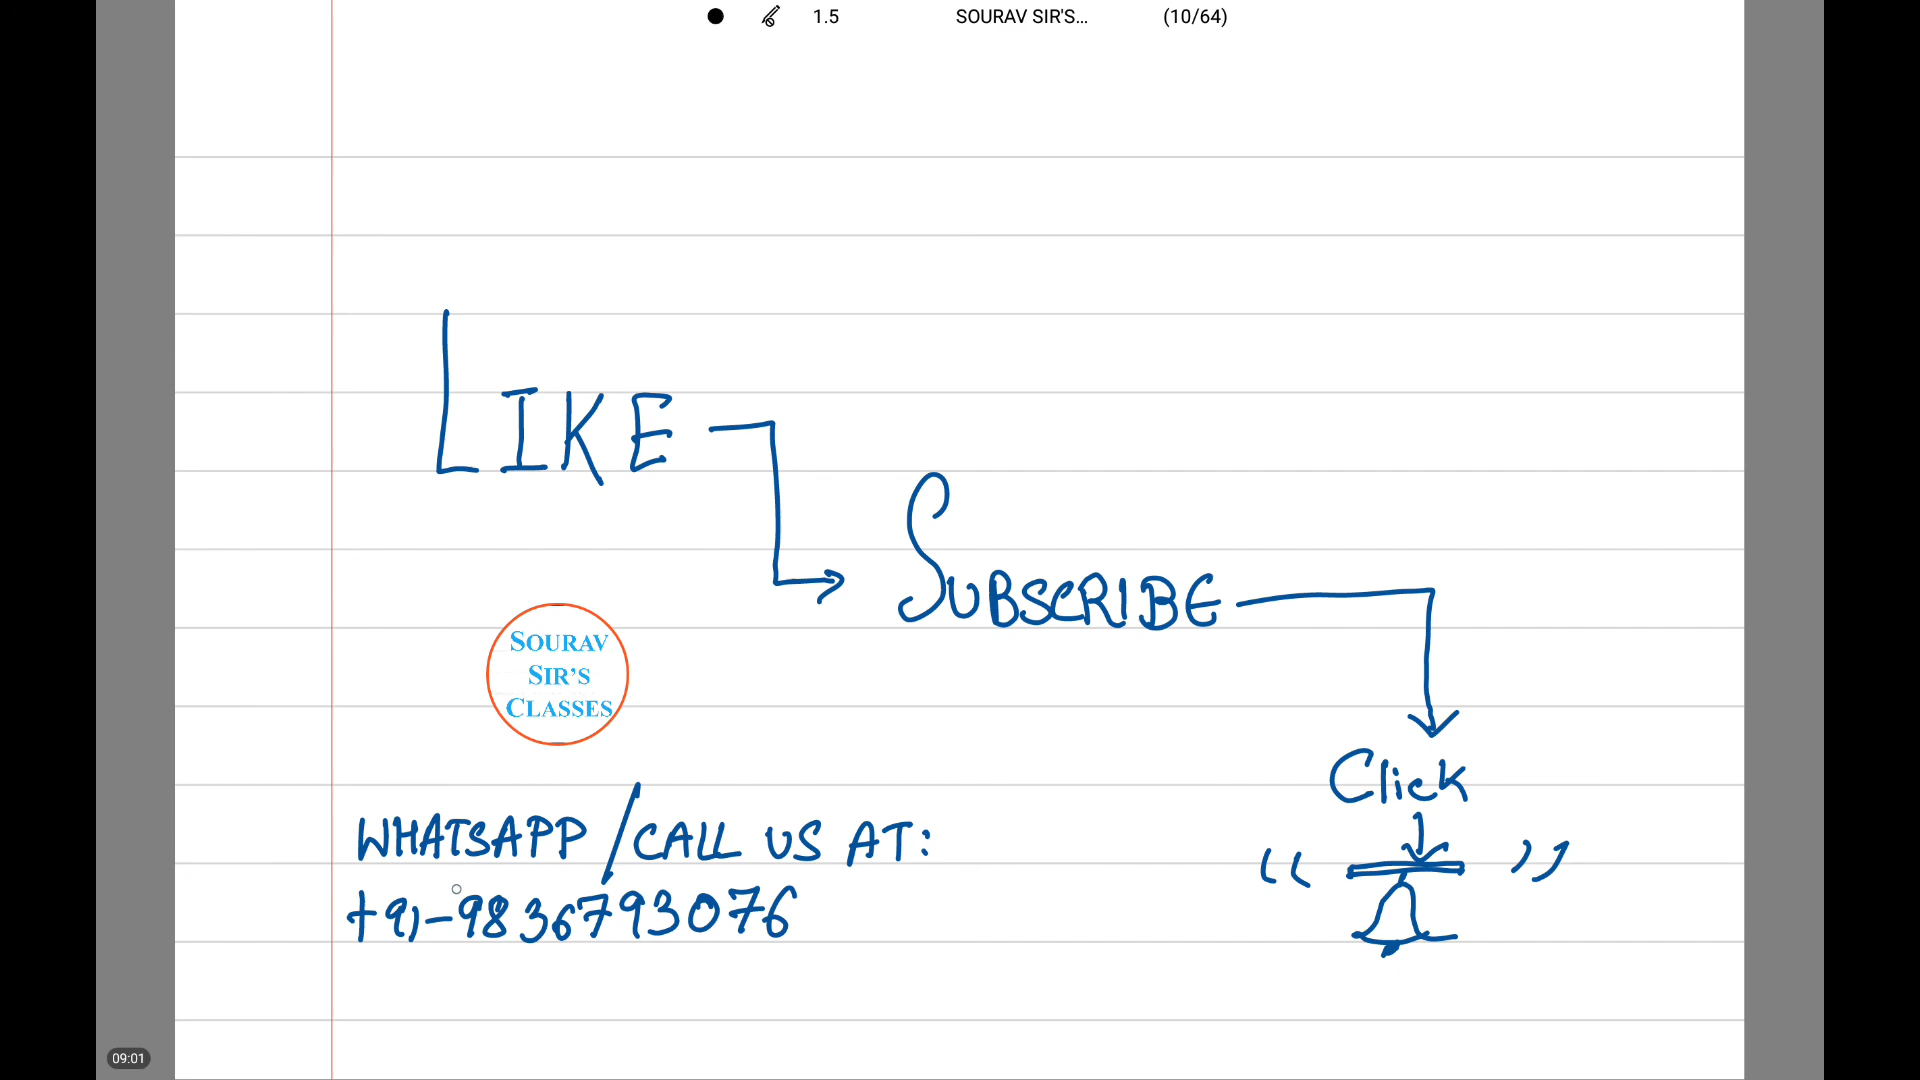 1.5 SOURAV SIR'S... (10/64)
LIKE
SUBSCRIBE
SOURAV
SIR'S
CLASSES
Click
WHATSAPP/CALL US AT:
“ ”
+91-9836793076
09:01